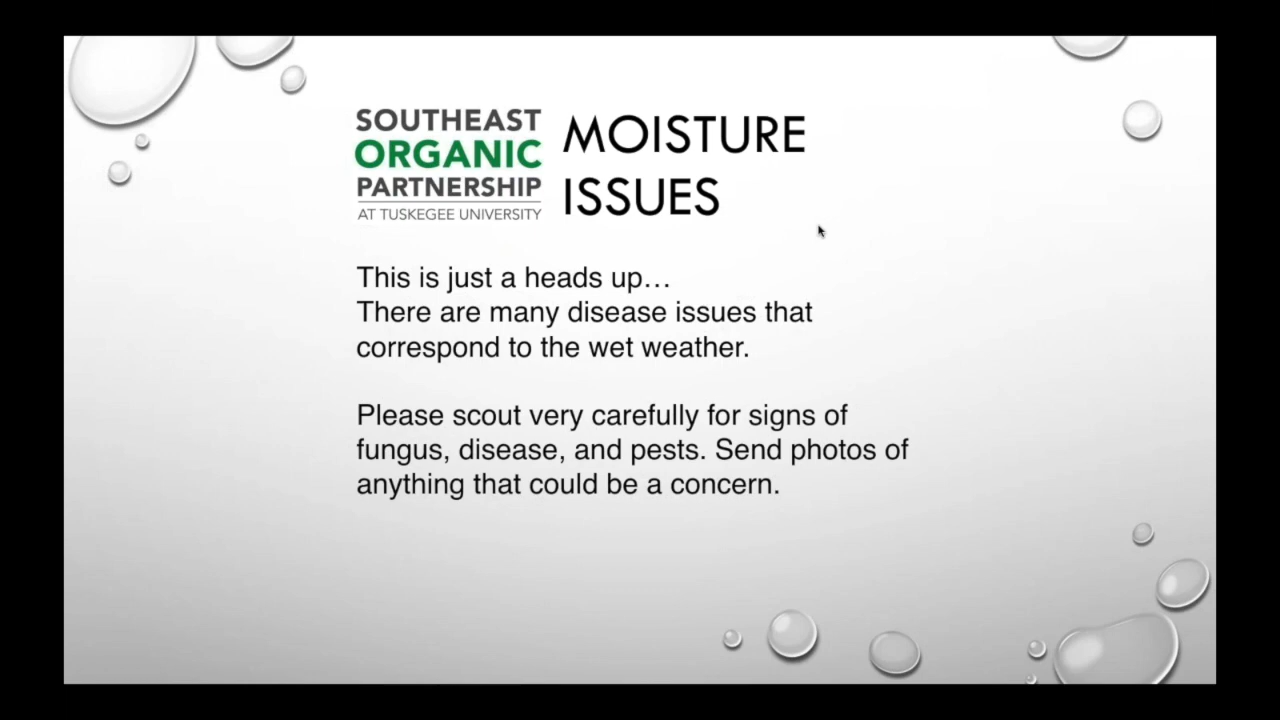 SOUTHEAST
ORGANIC
PARTNERSHIP
AT TUSKEGEE UNIVERSITY
MOISTURE
ISSUES
This is just a heads up…
There are many disease issues that
correspond to the wet weather.
Please scout very carefully for signs of
fungus, disease, and pests. Send photos of
anything that could be a concern.